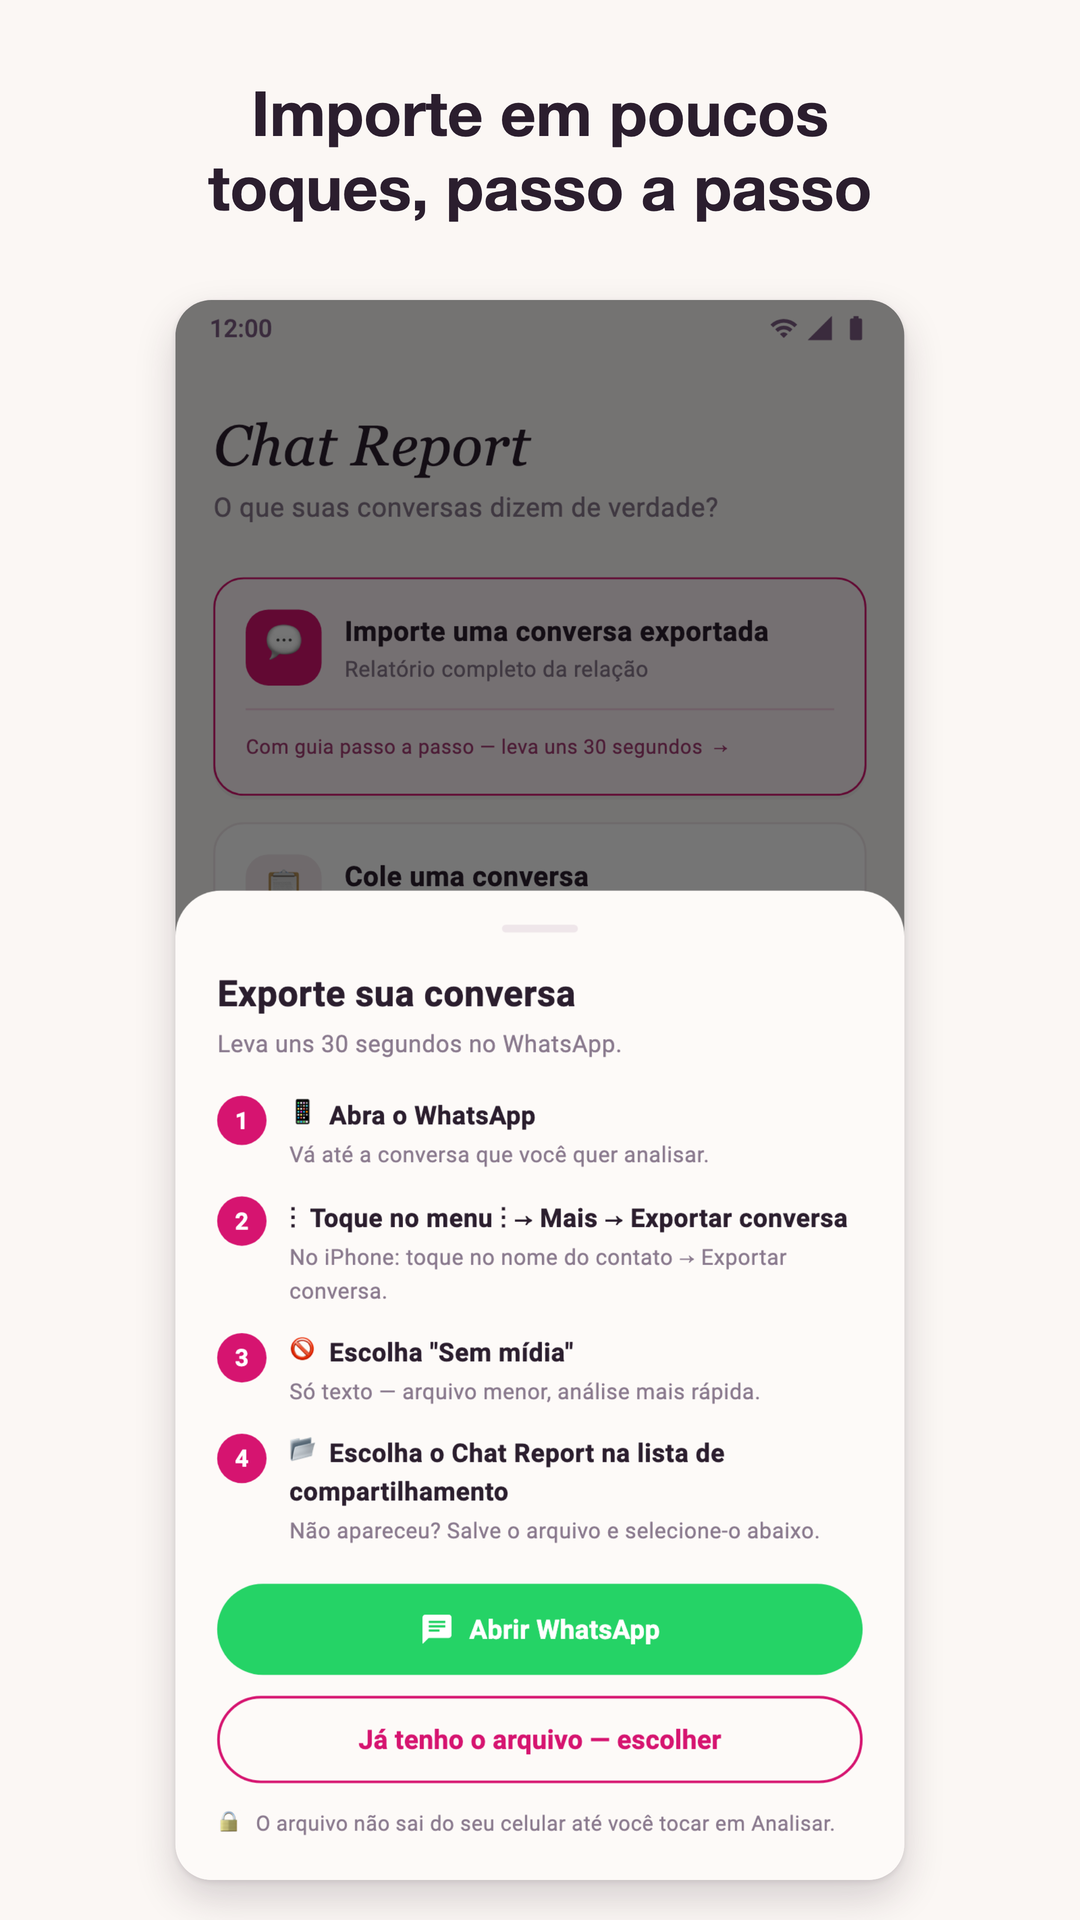 Importe em poucos
toques, passo a passo
12:00
Chat Report
O que suas conversas dizem de verdade?
Importe uma conversa exportada
Relatório completo da relação
Com guia passo a passo — leva uns 30 segundos →
Cole uma conversa
Exporte sua conversa
Leva uns 30 segundos no WhatsApp.
1
📱 Abra o WhatsApp
Vá até a conversa que você quer analisar.
2
⋮ Toque no menu ⋮ → Mais → Exportar conversa
No iPhone: toque no nome do contato → Exportar
conversa.
3
🚫 Escolha "Sem mídia"
Só texto — arquivo menor, análise mais rápida.
4
📂 Escolha o Chat Report na lista de
compartilhamento
Não apareceu? Salve o arquivo e selecione-o abaixo.
Abrir WhatsApp
Já tenho o arquivo — escolher
🔒 O arquivo não sai do seu celular até você tocar em Analisar.